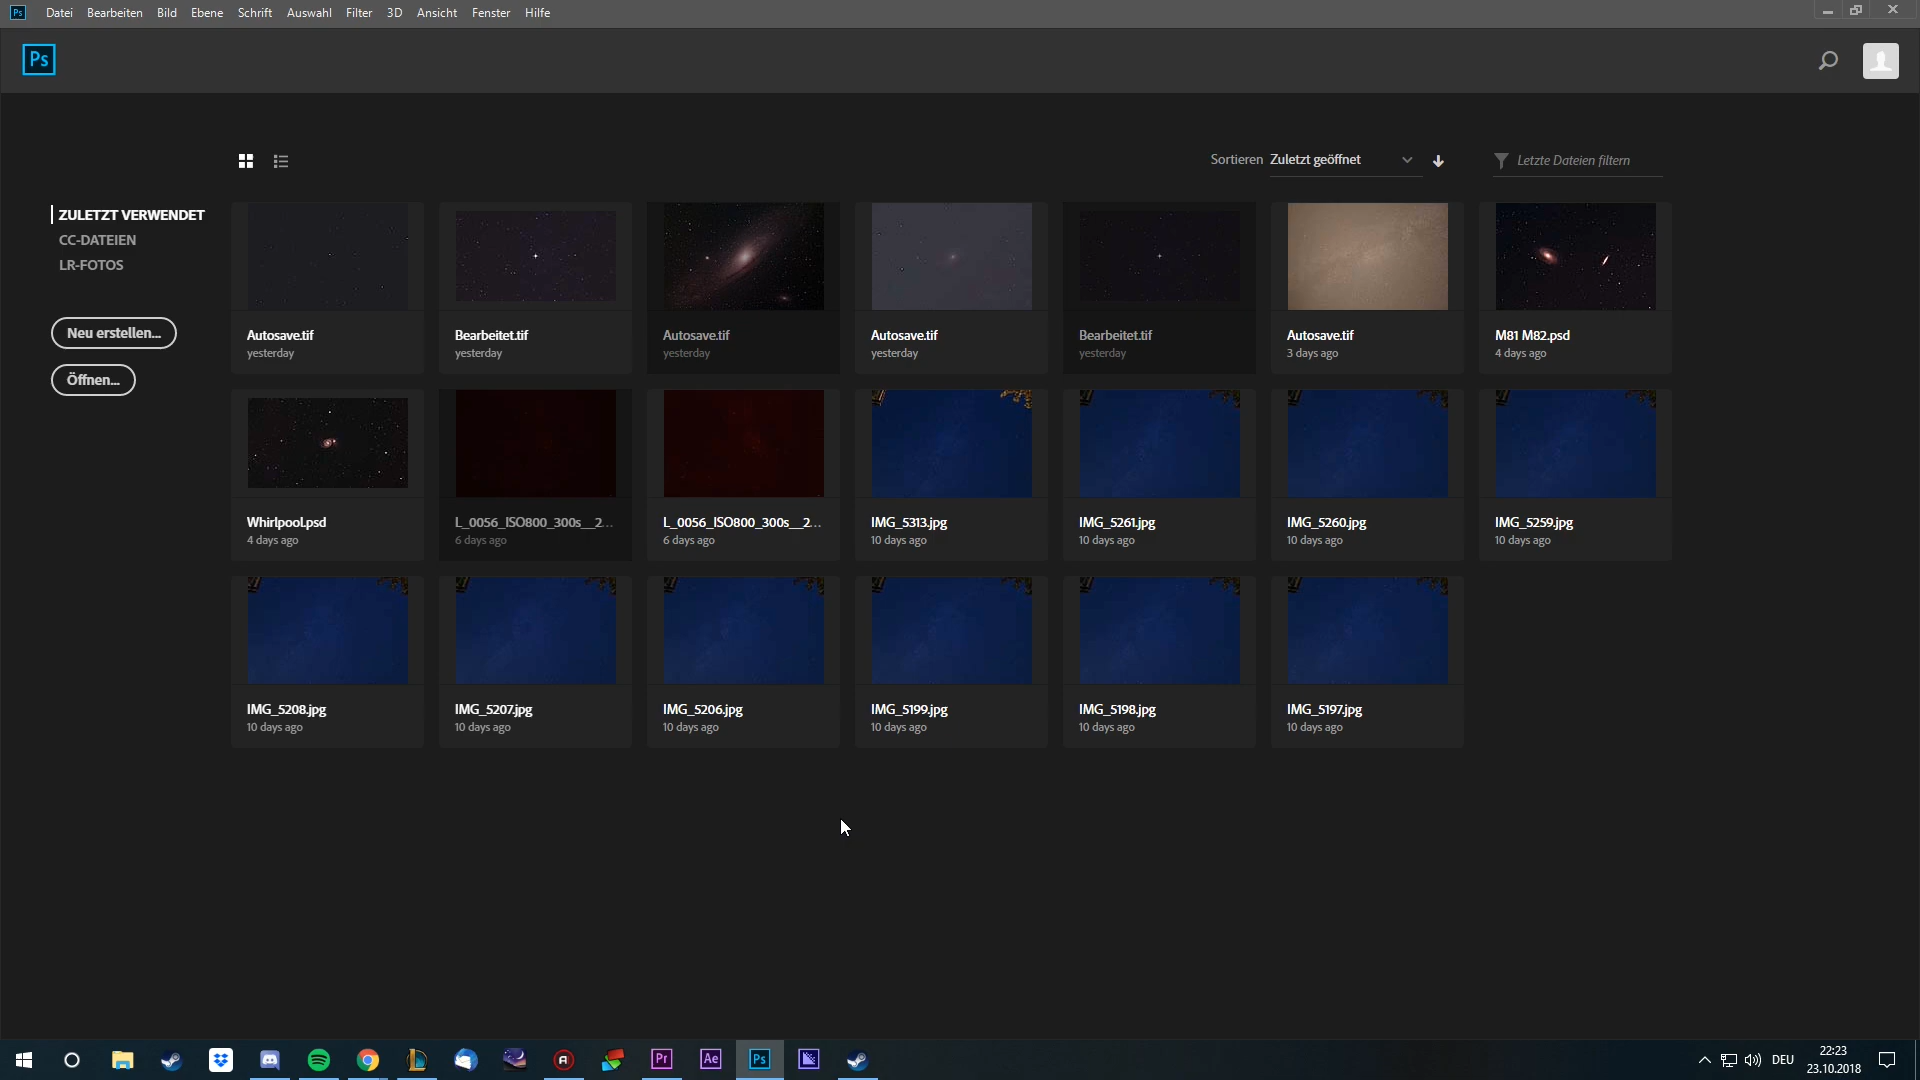 Ps Datei Bearbeiten Bild Ebene Schrift Auswahl Filter 3D Ansicht Fenster Hilfe
Ps
Sortieren Zuletzt geöffnet Letzte Dateien filtern
ZULETZT VERWENDET
CC-DATEIEN
LR-FOTOS
Neu erstellen...
Öffnen...
Autosave.tif Bearbeitet.tif Autosave.tif Autosave.tif Bearbeitet.tif Autosave.tif M81 M82.psd
yesterday yesterday yesterday yesterday yesterday 3 days ago 4 days ago
Whirlpool.psd L_0056_ISO800_300s__2... L_0056_ISO800_300s__2... IMG_5313.jpg IMG_5261.jpg IMG_5260.jpg IMG_5259.jpg
4 days ago 6 days ago 6 days ago 10 days ago 10 days ago 10 days ago 10 days ago
IMG_5208.jpg IMG_5207.jpg IMG_5206.jpg IMG_5199.jpg IMG_5198.jpg IMG_5197.jpg
10 days ago 10 days ago 10 days ago 10 days ago 10 days ago 10 days ago
Pr Ae Ps DEU 22:23
23.10.2018